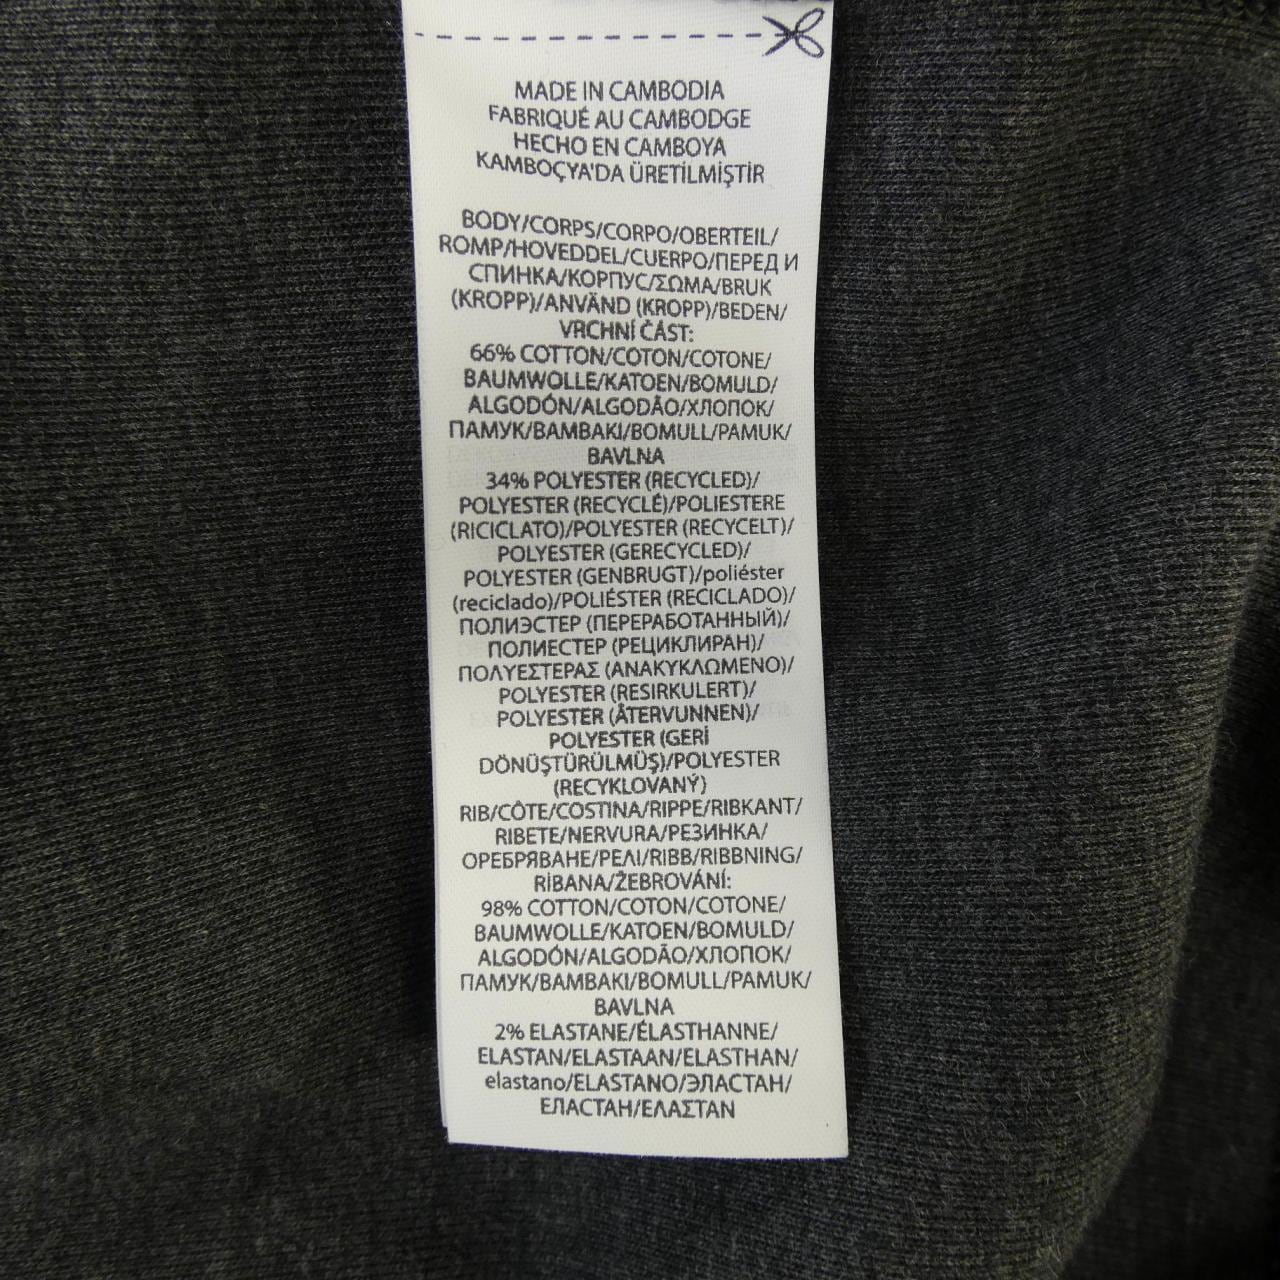 MADE IN CAMBODIA
FABRIQUÉ AU CAMBODGE
HECHO EN CAMBOYA
KAMBOÇYA'DA ÜRETİLMİŞTİR
BODY/CORPS/CORPO/OBERTEIL/
ROMP/HOVEDDEL/CUERPO/ПЕРЕД И
СПИНКА/КОРПУС/ΣΩΜΑ/BRUK
(KROPP)/ANVÄND (KROPP)/BEDEN/
VRCHNÍ ČÁST:
66% COTTON/COTON/COTONE/
BAUMWOLLE/KATOEN/BOMULD/
ALGODÓN/ALGODÃO/ХЛОПОК/
ПАМУК/BAMBAKI/BOMULL/PAMUK/
BAVLNA
34% POLYESTER (RECYCLED)/
POLYESTER (RECYCLÉ)/POLIESTERE
(RICICLATO)/POLYESTER (RECYCELT)/
POLYESTER (GERECYCLED)/
POLYESTER (GENBRUGT)/poliéster
(reciclado)/POLIÉSTER (RECICLADO)/
ПОЛИЭСТЕР (ПЕРЕРАБОТАННЫЙ)/
ПОЛИЕСТЕР (РЕЦИКЛИРАН)/
ΠΟΛΥΕΣΤΕΡΑΣ (ΑΝΑΚΥΚΛΩΜΕΝΟ)/
POLYESTER (RESIRKULERT)/
POLYESTER (ÅTERVUNNEN)/
POLYESTER (GERİ
DÖNÜŞTÜRÜLMÜŞ)/POLYESTER
(RECYKLOVANÝ)
RIB/CÔTE/COSTINA/RIPPE/RIBKANT/
RIBETE/NERVURA/РЕЗИНКА/
ОРЕБРЯВАНЕ/ΡΕΛΙ/RIBB/RIBBNING/
RİBANA/ŽEBROVÁNÍ:
98% COTTON/COTON/COTONE/
BAUMWOLLE/KATOEN/BOMULD/
ALGODÓN/ALGODÃO/ХЛОПОК/
ПАМУК/BAMBAKI/BOMULL/PAMUK/
BAVLNA
2% ELASTANE/ÉLASTHANNE/
ELASTAN/ELASTAAN/ELASTHAN/
elastano/ELASTANO/ЭЛАСТАН/
ЕЛАСТАН/ΕΛΑΣΤΑΝ